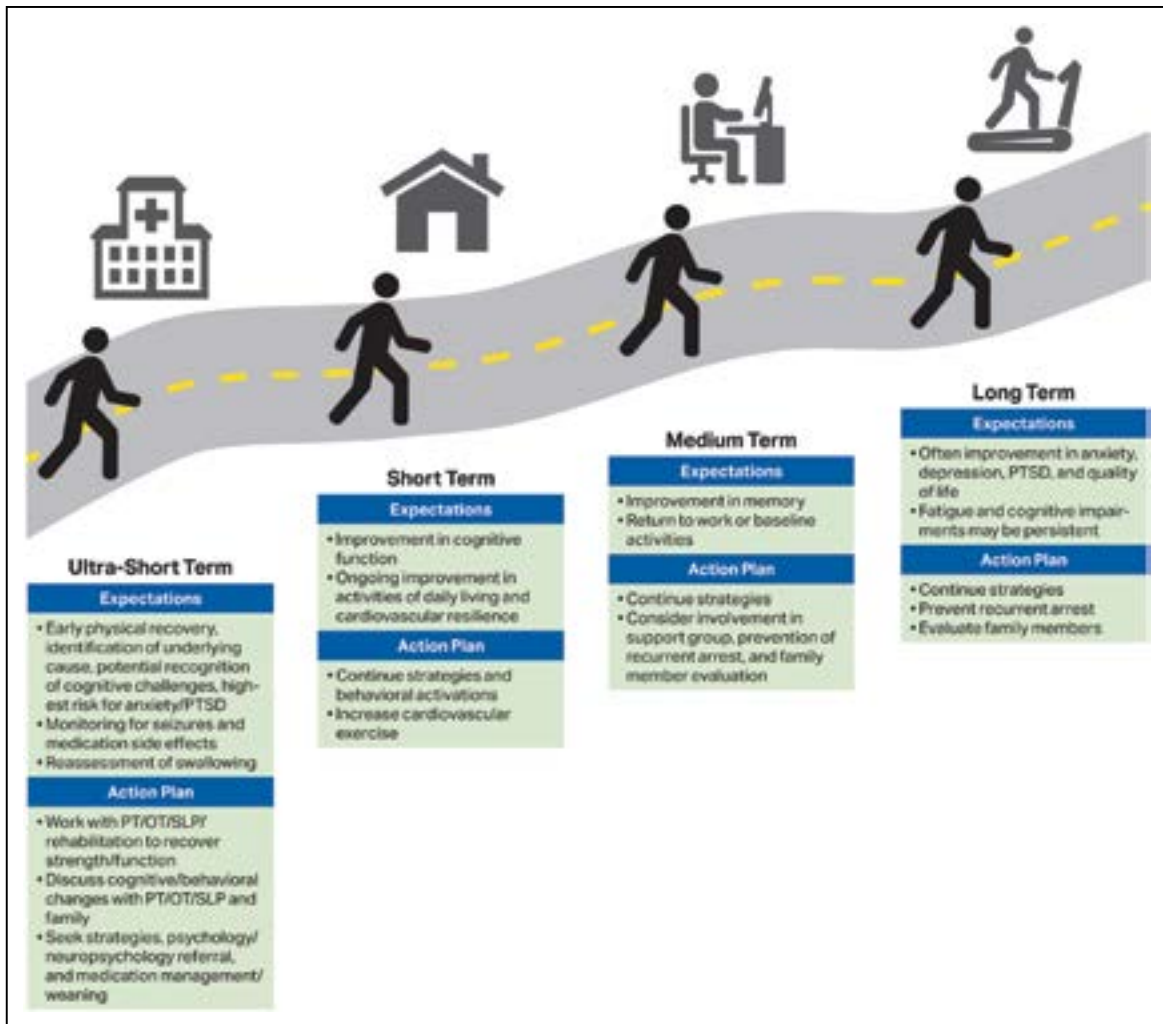 Ultra-Short Term
Expectations
• Early physical recovery,
identification of underlying
cause, potential recognition
of cognitive challenges, high-
est risk for anxiety/PTSD
• Monitoring for seizures and
medication side effects
• Reassessment of swallowing
Action Plan
• Work with PT/OT/SLP/
rehabilitation to recover
strength/function
• Discuss cognitive/behavioral
changes with PT/OT/SLP and
family
• Seek strategies, psychology/
neuropsychology referral,
and medication management/
weaning
Short Term
Expectations
• Improvement in cognitive
function
• Ongoing improvement in
activities of daily living and
cardiovascular resilience
Action Plan
• Continue strategies and
behavioral activations
• Increase cardiovascular
exercise
Medium Term
Expectations
• Improvement in memory
• Return to work or baseline
activities
Action Plan
• Continue strategies
• Consider involvement in
support group, prevention of
recurrent arrest, and family
member evaluation
Long Term
Expectations
• Often improvement in anxiety,
depression, PTSD, and quality
of life
• Fatigue and cognitive impair-
ments may be persistent
Action Plan
• Continue strategies
• Prevent recurrent arrest
• Evaluate family members